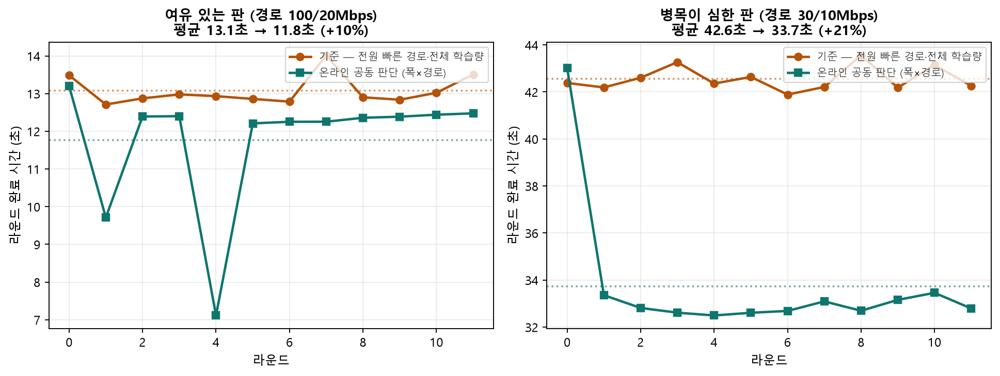 여유 있는 판 (경로 100/20Mbps)
평균 13.1초 → 11.8초 (+10%)
기준 — 전원 빠른 경로·전체 학습량
온라인 공동 판단 (폭×경로)
라운드 완료 시간 (초)
14
13
12
11
10
9
8
7
0 2 4 6 8 10
라운드
병목이 심한 판 (경로 30/10Mbps)
평균 42.6초 → 33.7초 (+21%)
기준 — 전원 빠른 경로·전체 학습량
온라인 공동 판단 (폭×경로)
라운드 완료 시간 (초)
44
42
40
38
36
34
32
0 2 4 6 8 10
라운드